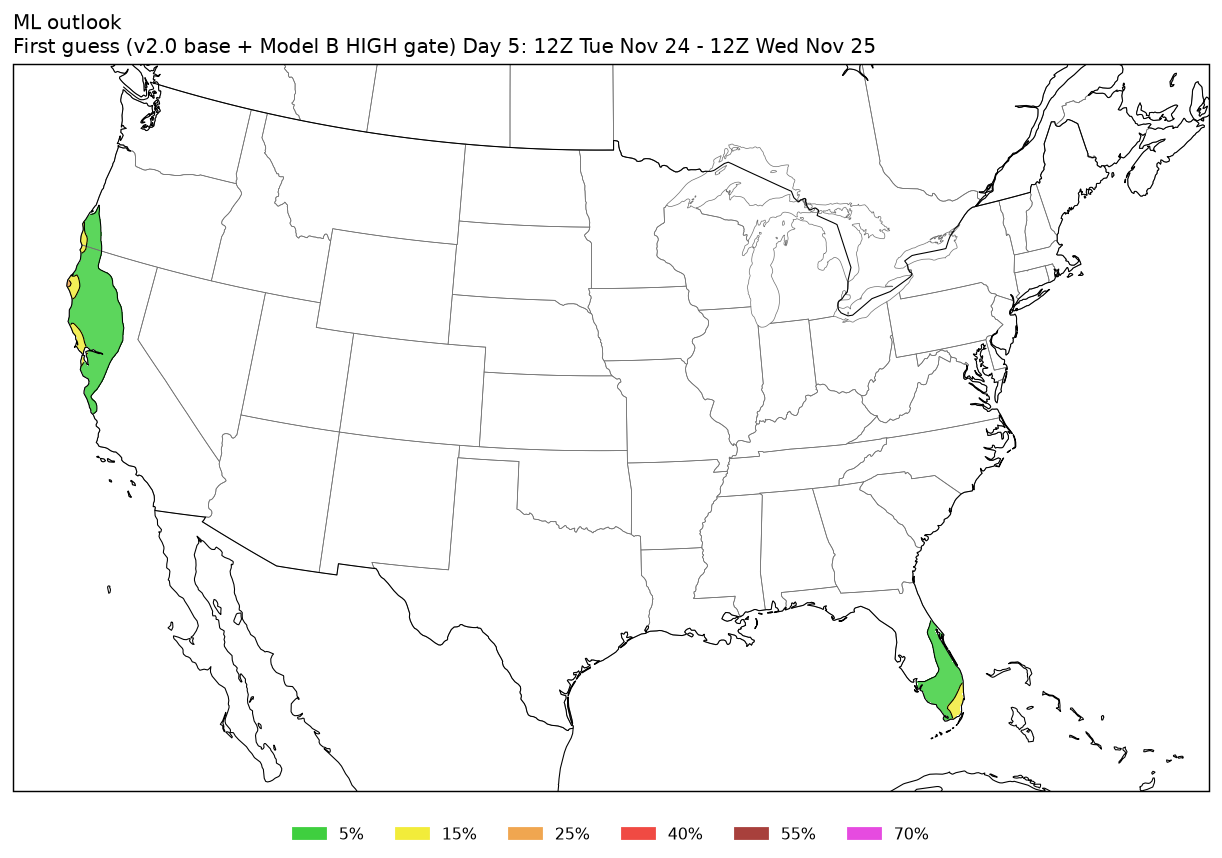 ML outlook
First guess (v2.0 base + Model B HIGH gate) Day 5: 12Z Tue Nov 24 - 12Z Wed Nov 25
5% 15% 25% 40% 55% 70%